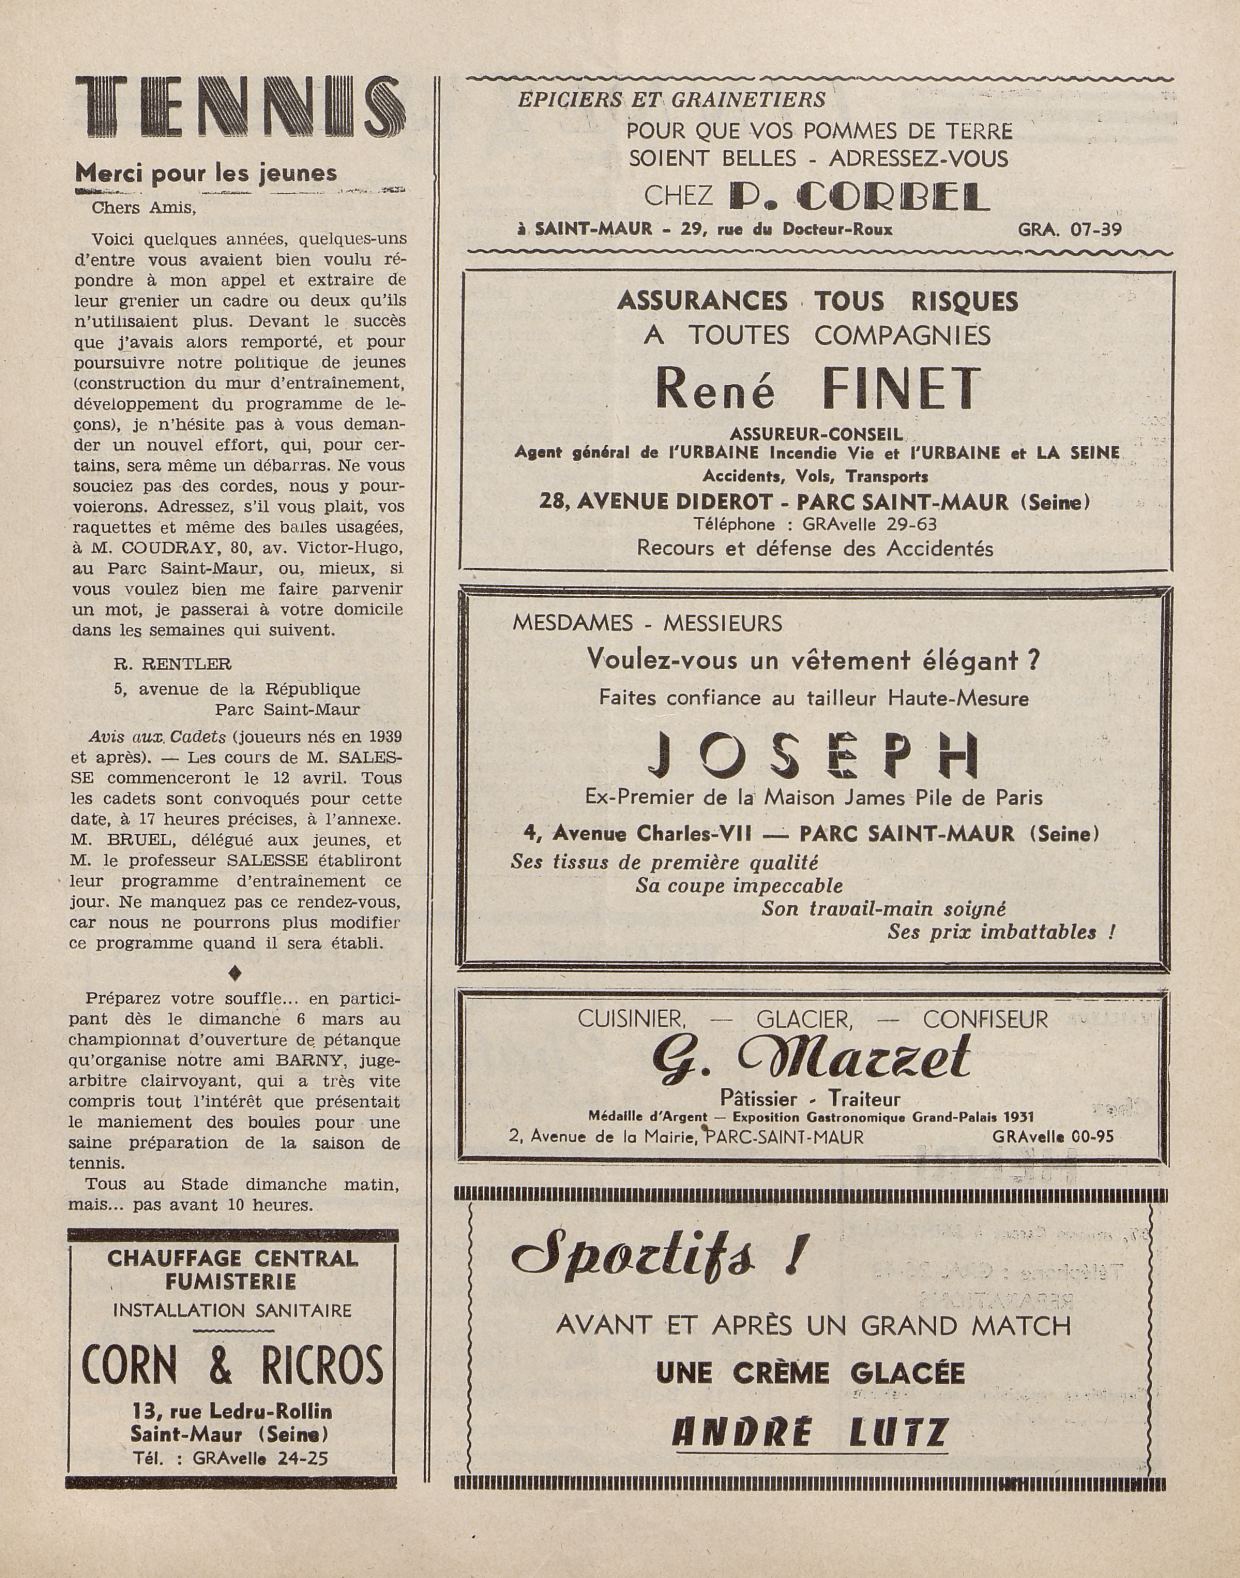 TENNIS
Merci pour les jeunes
Chers Amis,
Voici quelques années, quelques-uns
d'entre vous avaient bien voulu ré-
pondre à mon appel et extraire de
leur grenier un cadre ou deux qu'ils
n'utilisaient plus. Devant le succès
que j'avais alors remporté, et pour
poursuivre notre politique de jeunes
(construction du mur d'entraînement,
développement du programme de le-
çons), je n'hésite pas à vous deman-
der un nouvel effort, qui, pour cer-
tains, sera même un débarras. Ne vous
souciez pas des cordes, nous y pour-
voierons. Adressez, s'il vous plait, vos
raquettes et même des balles usagées,
à M. COUDRAY, 80, av. Victor-Hugo,
au Parc Saint-Maur, ou, mieux, si
vous voulez bien me faire parvenir
un mot, je passerai à votre domicile
dans les semaines qui suivent.
R. RENTLER
5, avenue de la République
Parc Saint-Maur
Avis aux Cadets (joueurs nés en 1939
et après). — Les cours de M. SALES-
SE commenceront le 12 avril. Tous
les cadets sont convoqués pour cette
date, à 17 heures précises, à l'annexe.
M. BRUEL, délégué aux jeunes, et
M. le professeur SALESSE établiront
leur programme d'entraînement ce
jour. Ne manquez pas ce rendez-vous,
car nous ne pourrons plus modifier
ce programme quand il sera établi.
♦
Préparez votre souffle... en partici-
pant dès le dimanche 6 mars au
championnat d'ouverture de pétanque
qu'organise notre ami BARNY, juge-
arbitre clairvoyant, qui a très vite
compris tout l'intérêt que présentait
le maniement des boules pour une
saine préparation de la saison de
tennis.
Tous au Stade dimanche matin,
mais... pas avant 10 heures.
CHAUFFAGE CENTRAL
FUMISTERIE
INSTALLATION SANITAIRE
CORN & RICROS
13, rue Ledru-Rollin
Saint-Maur (Seine)
Tél. : GRAvelle 24-25
EPICIERS ET GRAINETIERS
POUR QUE VOS POMMES DE TERRE
SOIENT BELLES - ADRESSEZ-VOUS
CHEZ P. CORBEL
à SAINT-MAUR - 29, rue du Docteur-Roux GRA. 07-39
ASSURANCES TOUS RISQUES
A TOUTES COMPAGNIES
René FINET
ASSUREUR-CONSEIL
Agent général de l'URBAINE Incendie Vie et l'URBAINE et LA SEINE
Accidents, Vols, Transports
28, AVENUE DIDEROT - PARC SAINT-MAUR (Seine)
Téléphone : GRAvelle 29-63
Recours et défense des Accidentés
MESDAMES - MESSIEURS
Voulez-vous un vêtement élégant ?
Faites confiance au tailleur Haute-Mesure
JOSEPH
Ex-Premier de la Maison James Pile de Paris
4, Avenue Charles-VII — PARC SAINT-MAUR (Seine)
Ses tissus de première qualité
Sa coupe impeccable
Son travail-main soigné
Ses prix imbattables !
CUISINIER, — GLACIER, — CONFISEUR
G. Marzet
Pâtissier - Traiteur
Médaille d'Argent — Exposition Gastronomique Grand-Palais 1931
2, Avenue de la Mairie, PARC-SAINT-MAUR GRAvelle 00-95
Sportifs !
AVANT ET APRÈS UN GRAND MATCH
UNE CRÈME GLACÉE
ANDRÉ LUTZ